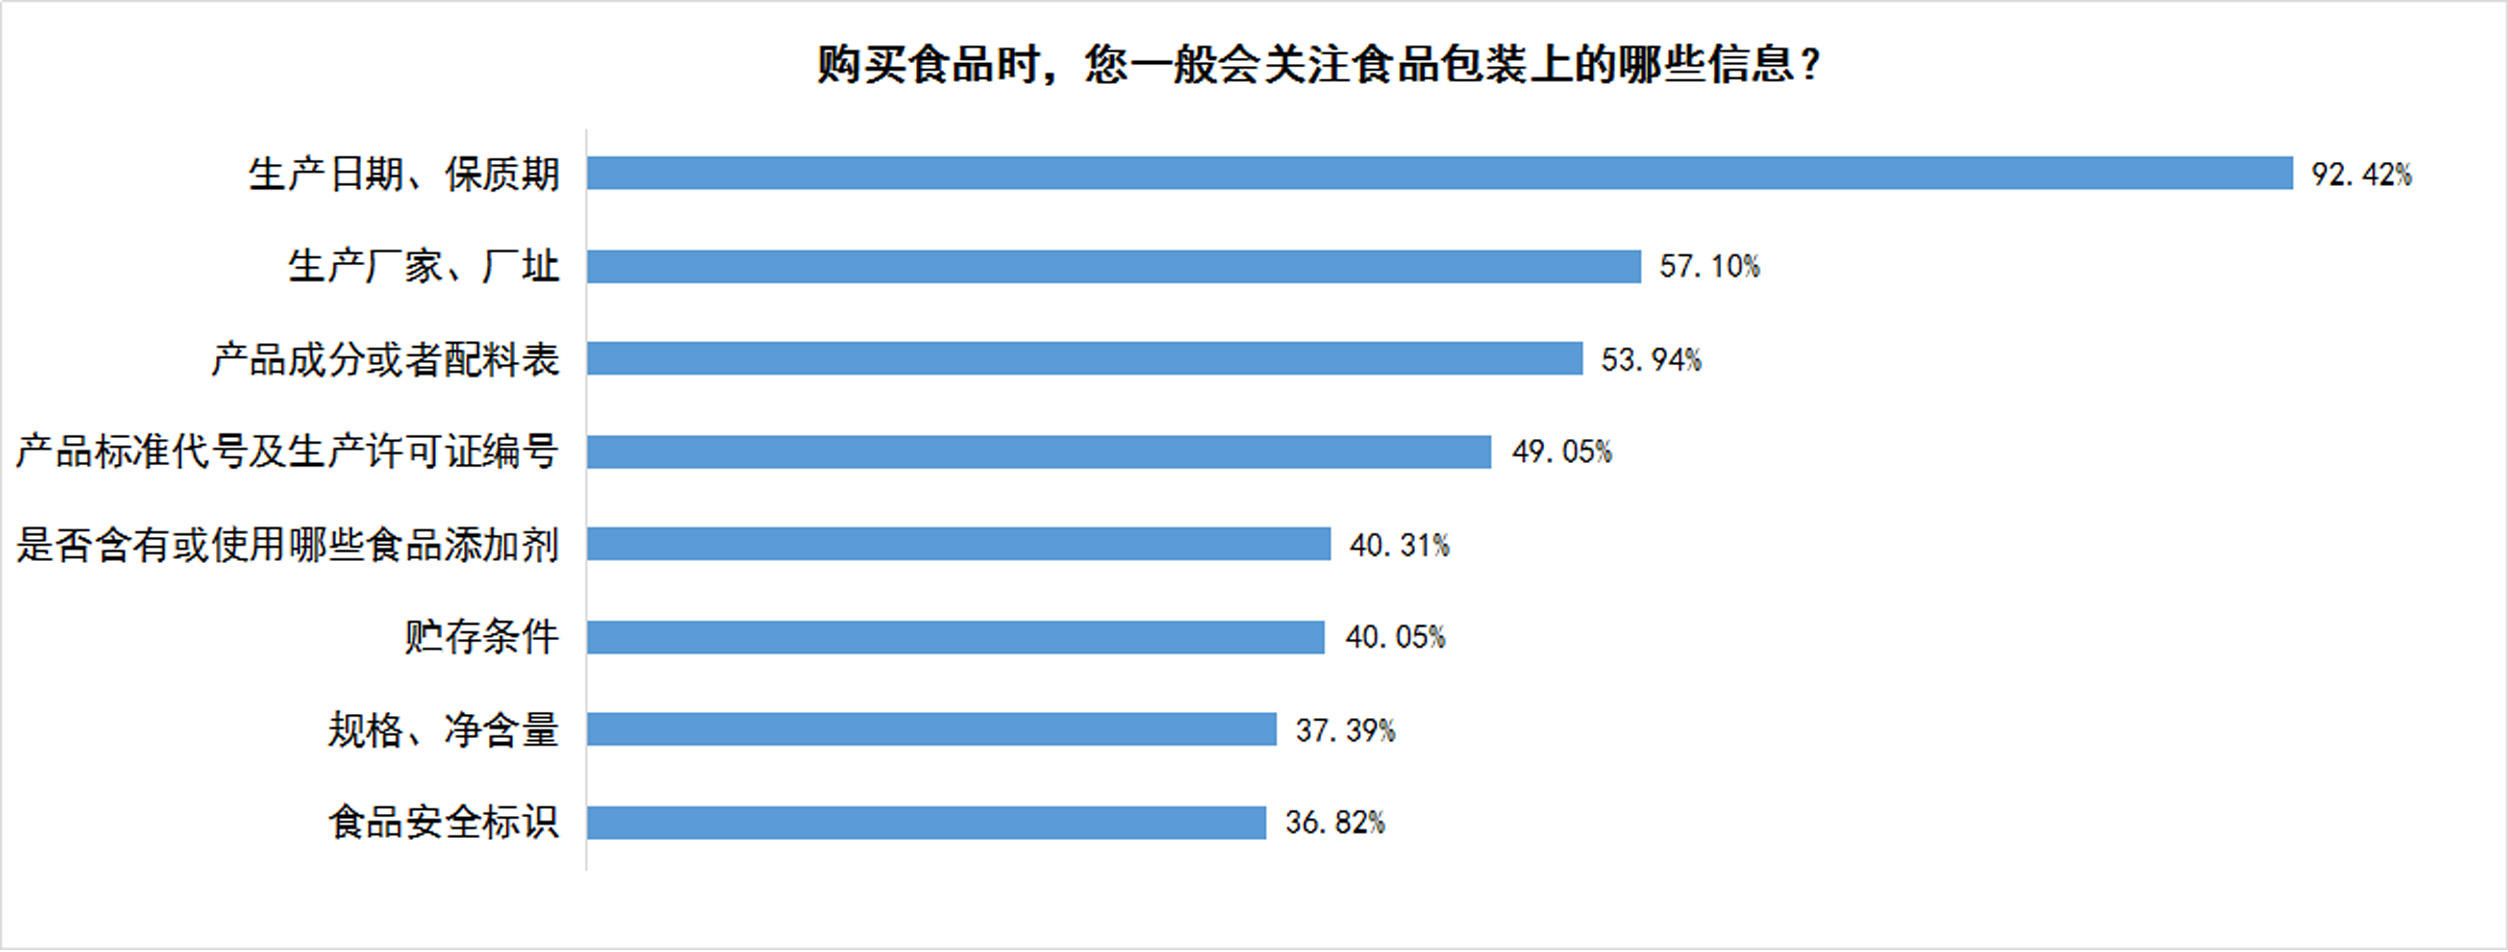 购买食品时，您一般会关注食品包装上的哪些信息？
生产日期、保质期 92.42%
生产厂家、厂址 57.10%
产品成分或者配料表 53.94%
产品标准代号及生产许可证编号 49.05%
是否含有或使用哪些食品添加剂 40.31%
贮存条件 40.05%
规格、净含量 37.39%
食品安全标识 36.82%